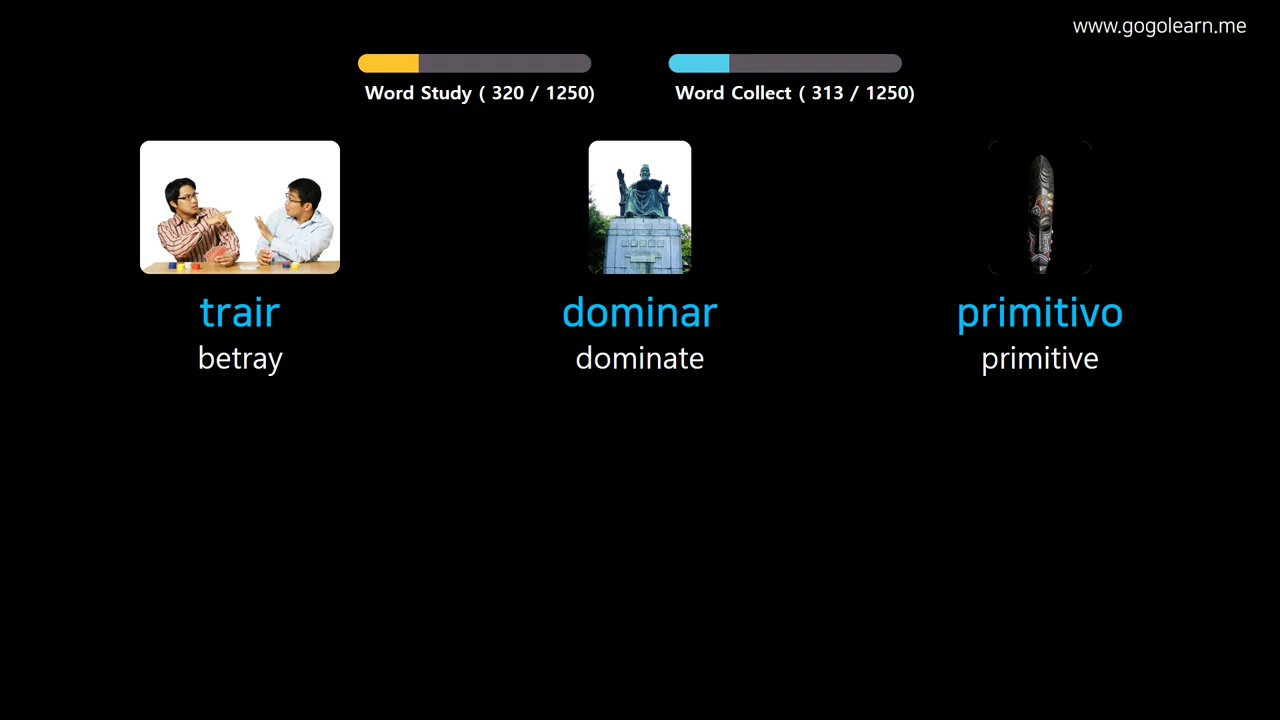 www.gogolearn.me
Word Study ( 320 / 1250)
Word Collect ( 313 / 1250)
trair
dominar
primitivo
betray
dominate
primitive